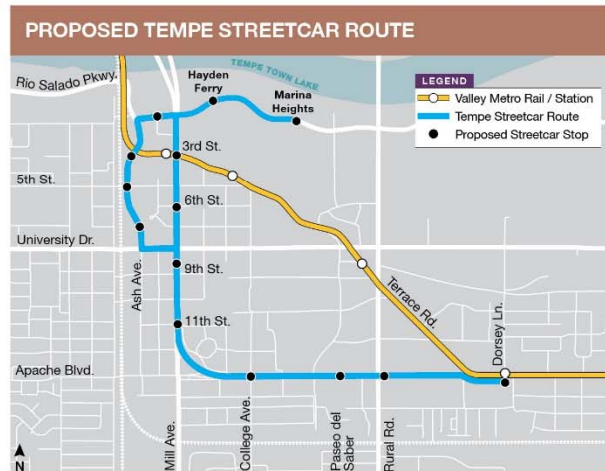 PROPOSED TEMPE STREETCAR ROUTE
TEMPE TOWN LAKE
Rio Salado Pkwy.
Hayden
Ferry
Marina
Heights
LEGEND
Valley Metro Rail / Station
Tempe Streetcar Route
Proposed Streetcar Stop
3rd St.
5th St.
6th St.
University Dr.
Ash Ave.
9th St.
Terrace Rd.
11th St.
Dorsey Ln.
Apache Blvd.
Mill Ave.
College Ave.
Paseo del
Saber
Rural Rd.
N